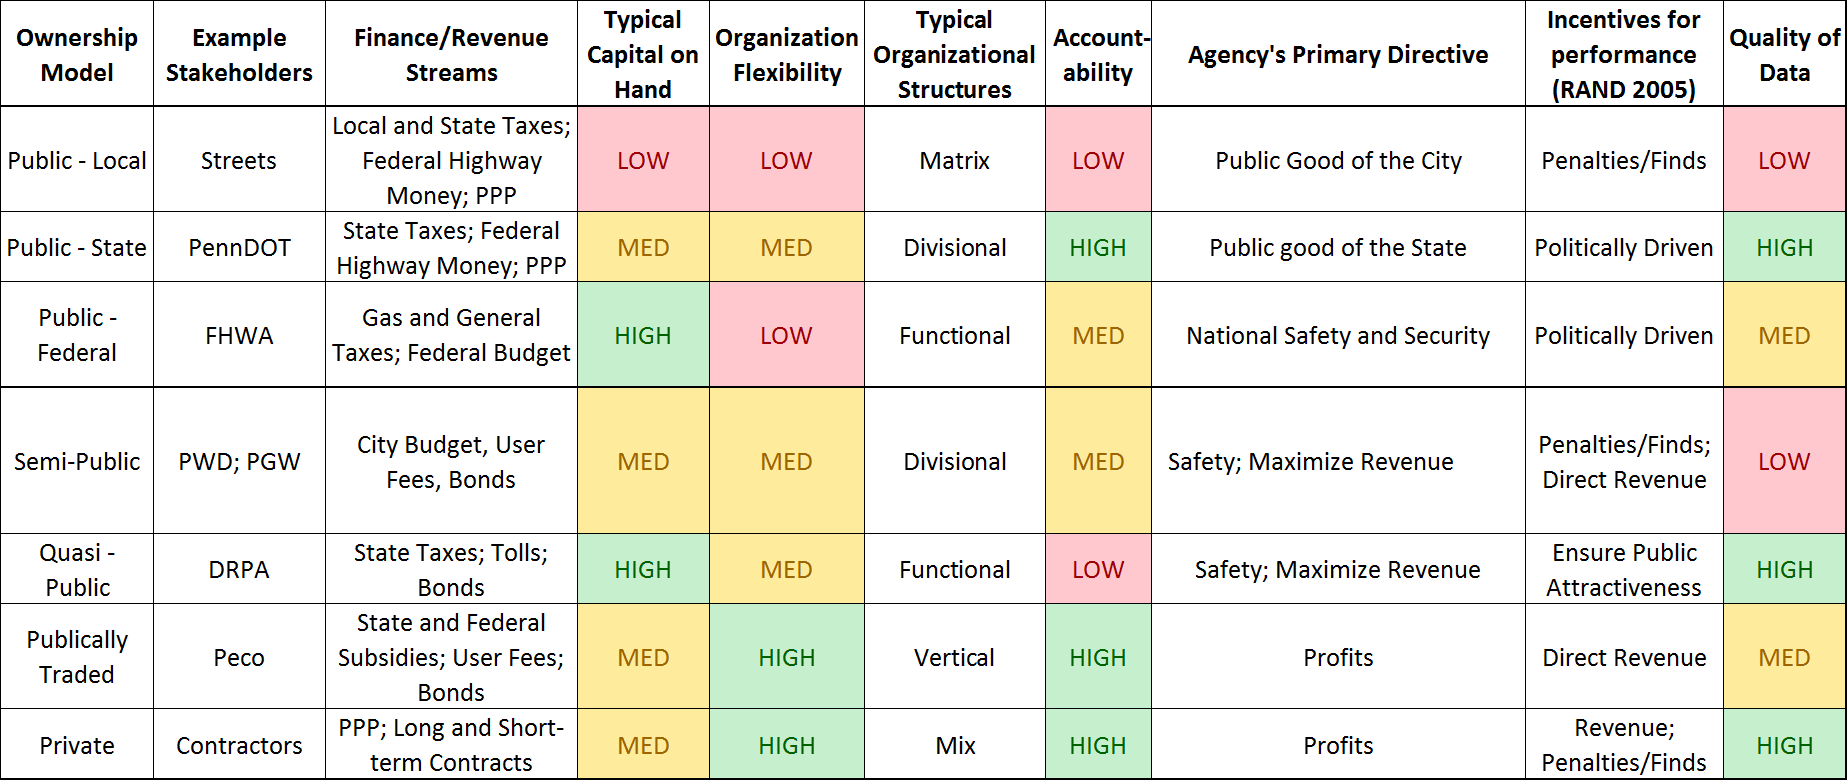 Ownership Model
Example Stakeholders
Finance/Revenue Streams
Typical Capital on Hand
Organization Flexibility
Typical Organizational Structures
Account-ability
Agency's Primary Directive
Incentives for performance (RAND 2005)
Quality of Data
Public - Local
Streets
Local and State Taxes;
Federal Highway
Money; PPP
LOW
LOW
Matrix
LOW
Public Good of the City
Penalties/Finds
LOW
Public - State
PennDOT
State Taxes; Federal
Highway Money; PPP
MED
MED
Divisional
HIGH
Public good of the State
Politically Driven
HIGH
Public -
Federal
FHWA
Gas and General
Taxes; Federal Budget
HIGH
LOW
Functional
MED
National Safety and Security
Politically Driven
MED
Semi-Public
PWD; PGW
City Budget, User
Fees, Bonds
MED
MED
Divisional
MED
Safety; Maximize Revenue
Penalties/Finds;
Direct Revenue
LOW
Quasi -
Public
DRPA
State Taxes; Tolls;
Bonds
HIGH
MED
Functional
LOW
Safety; Maximize Revenue
Ensure Public
Attractiveness
HIGH
Publically
Traded
Peco
State and Federal
Subsidies; User Fees;
Bonds
MED
HIGH
Vertical
HIGH
Profits
Direct Revenue
MED
Private
Contractors
PPP; Long and Short-
term Contracts
MED
HIGH
Mix
HIGH
Profits
Revenue;
Penalties/Finds
HIGH